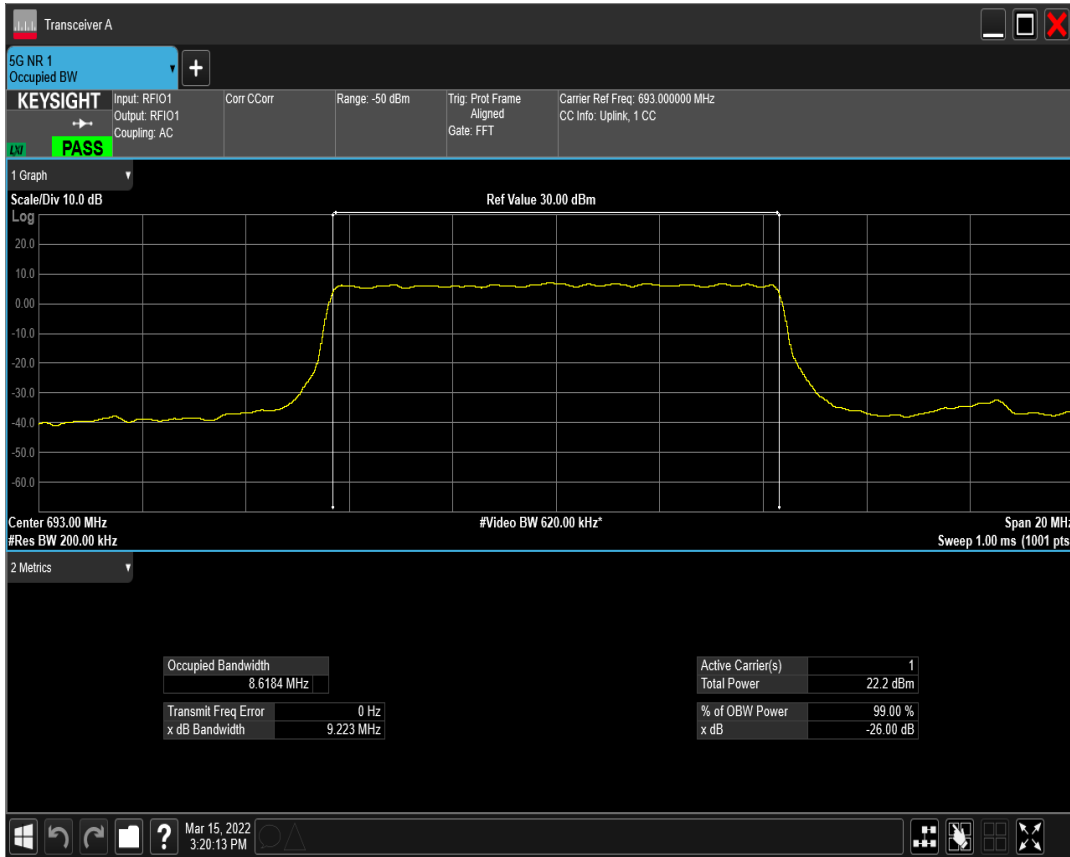 Transceiver A
5G NR 1
Occupied BW
KEYSIGHT
LXI
PASS
Input: RFIO1
Output: RFIO1
Coupling: AC
Corr CCorr
Range: -50 dBm
Trig: Prot Frame
Aligned
Gate: FFT
Carrier Ref Freq: 693.000000 MHz
CC Info: Uplink, 1 CC
1 Graph
Scale/Div 10.0 dB
Ref Value 30.00 dBm
Log
20.0
10.0
0.00
-10.0
-20.0
-30.0
-40.0
-50.0
-60.0
Center 693.00 MHz
#Video BW 620.00 kHz*
Span 20 MHz
#Res BW 200.00 kHz
Sweep 1.00 ms (1001 pts
2 Metrics
Occupied Bandwidth
8.6184 MHz
Transmit Freq Error 0 Hz
x dB Bandwidth 9.223 MHz
Active Carrier(s) 1
Total Power 22.2 dBm
% of OBW Power 99.00 %
x dB -26.00 dB
?
Mar 15, 2022
3:20:13 PM